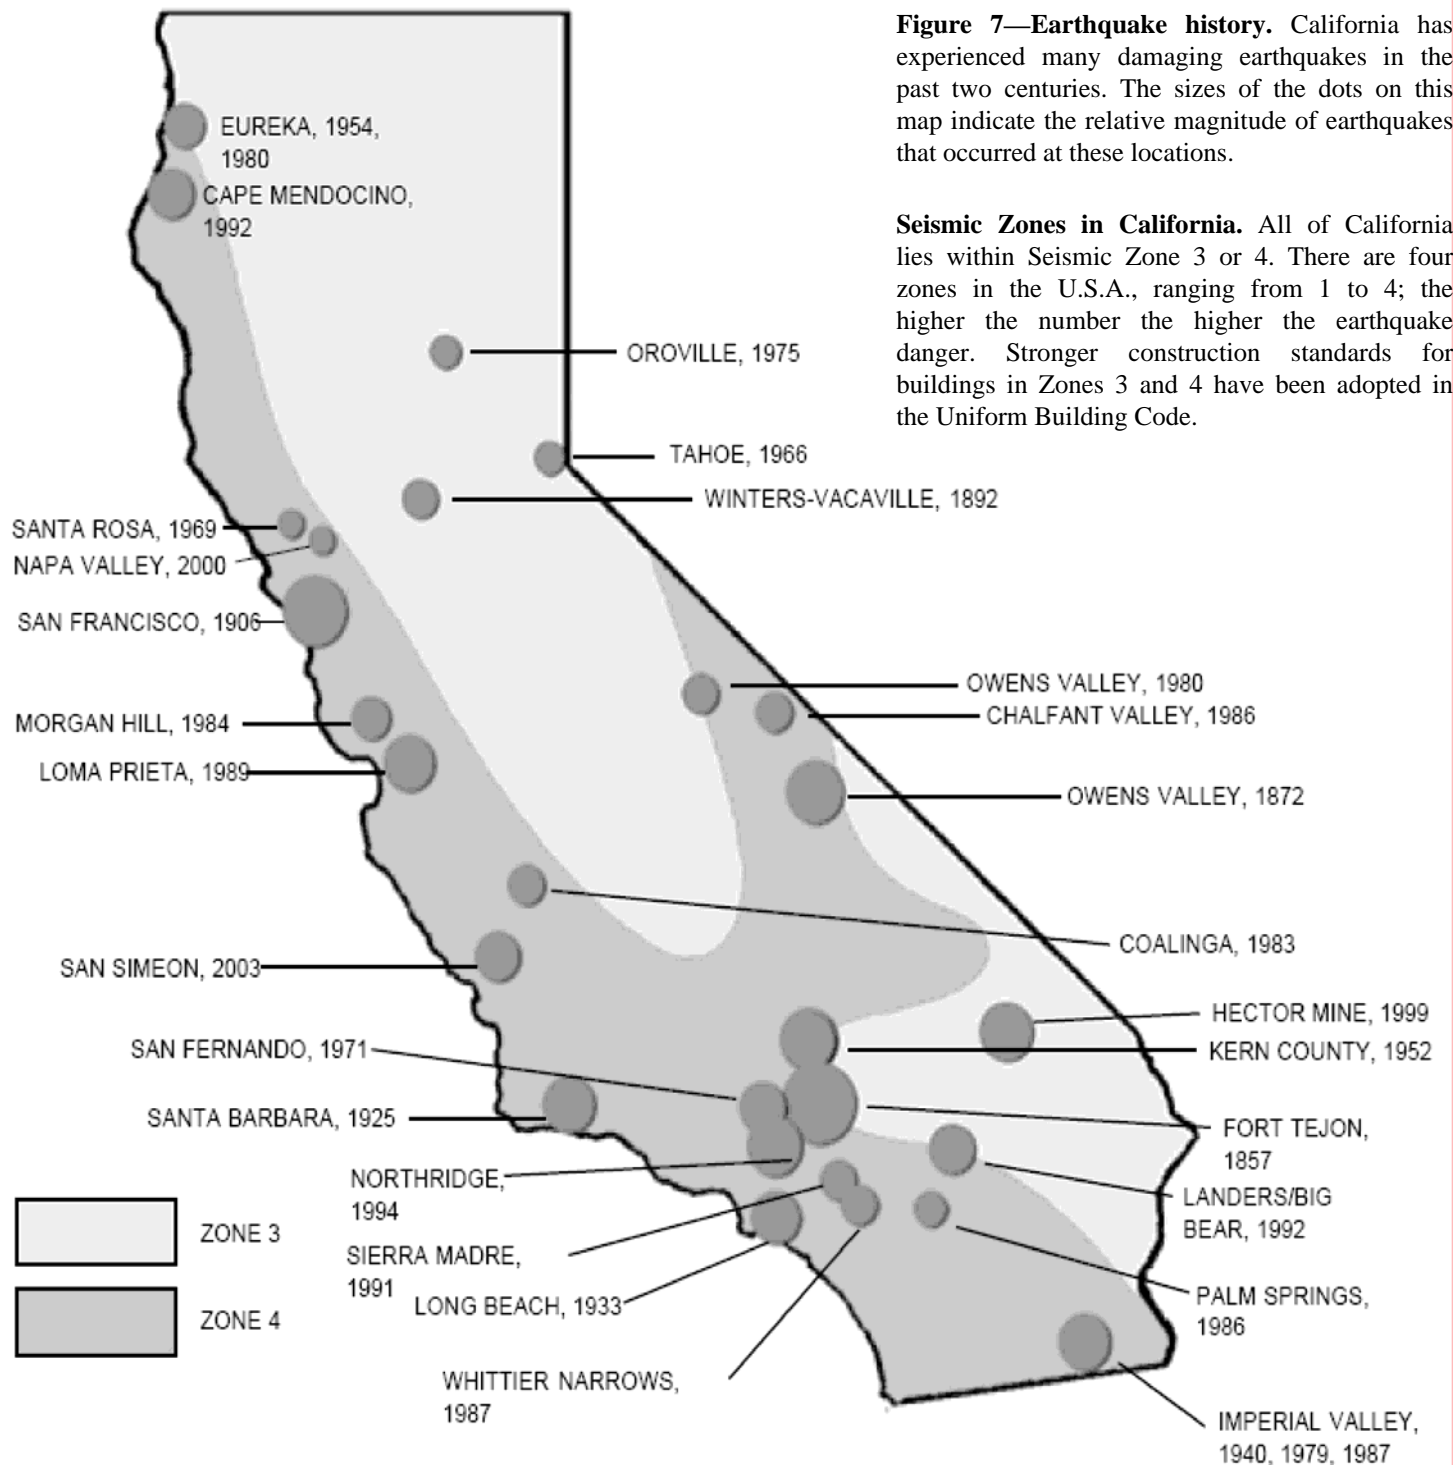 Figure 7—Earthquake history. California has
experienced many damaging earthquakes in the
past two centuries. The sizes of the dots on this
map indicate the relative magnitude of earthquakes
that occurred at these locations.
Seismic Zones in California. All of California
lies within Seismic Zone 3 or 4. There are four
zones in the U.S.A., ranging from 1 to 4; the
higher the number the higher the earthquake
danger. Stronger construction standards for
buildings in Zones 3 and 4 have been adopted in
the Uniform Building Code.
EUREKA, 1954,
1980
CAPE MENDOCINO,
1992
OROVILLE, 1975
TAHOE, 1966
WINTERS-VACAVILLE, 1892
SANTA ROSA, 1969
NAPA VALLEY, 2000
SAN FRANCISCO, 1906
OWENS VALLEY, 1980
CHALFANT VALLEY, 1986
MORGAN HILL, 1984
LOMA PRIETA, 1989
OWENS VALLEY, 1872
COALINGA, 1983
SAN SIMEON, 2003
HECTOR MINE, 1999
KERN COUNTY, 1952
SAN FERNANDO, 1971
SANTA BARBARA, 1925
FORT TEJON,
1857
NORTHRIDGE,
1994
LANDERS/BIG
BEAR, 1992
ZONE 3
SIERRA MADRE,
1991
LONG BEACH, 1933
PALM SPRINGS,
1986
ZONE 4
WHITTIER NARROWS,
1987
IMPERIAL VALLEY,
1940, 1979, 1987